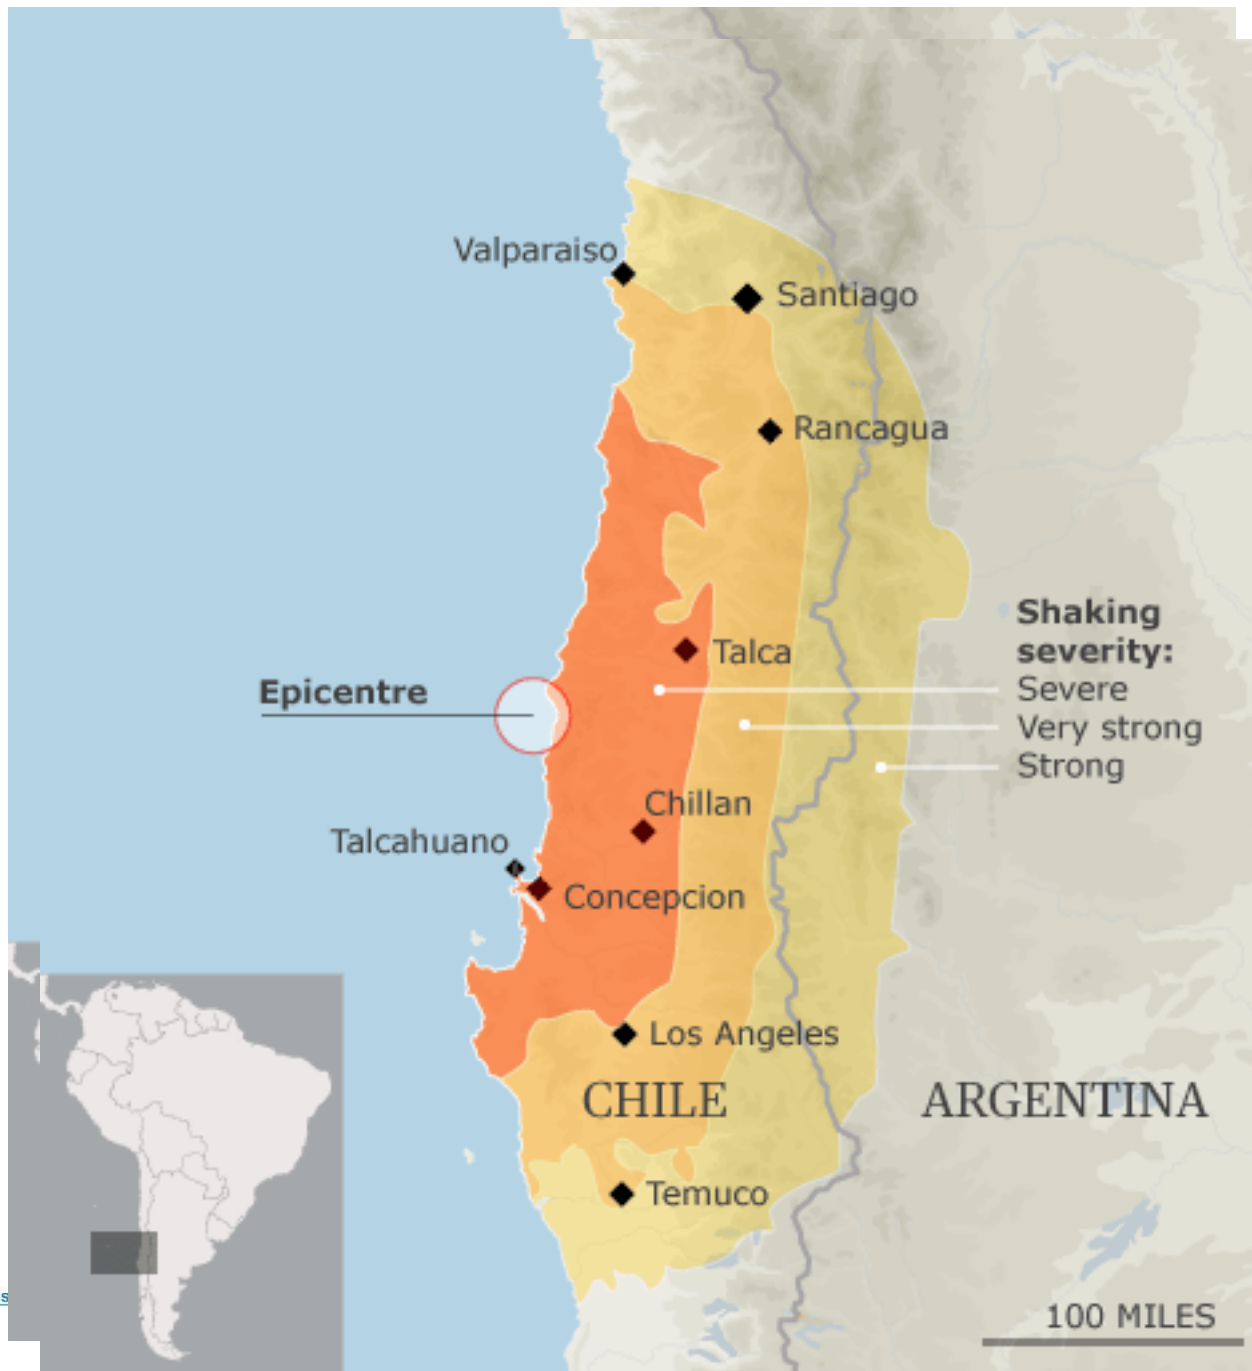 Valparaiso
Santiago
Rancagua
Shaking
severity:
Severe
Very strong
Strong
Talca
Epicentre
Chillan
Talcahuano
Concepcion
Los Angeles
CHILE
ARGENTINA
Temuco
s
100 MILES